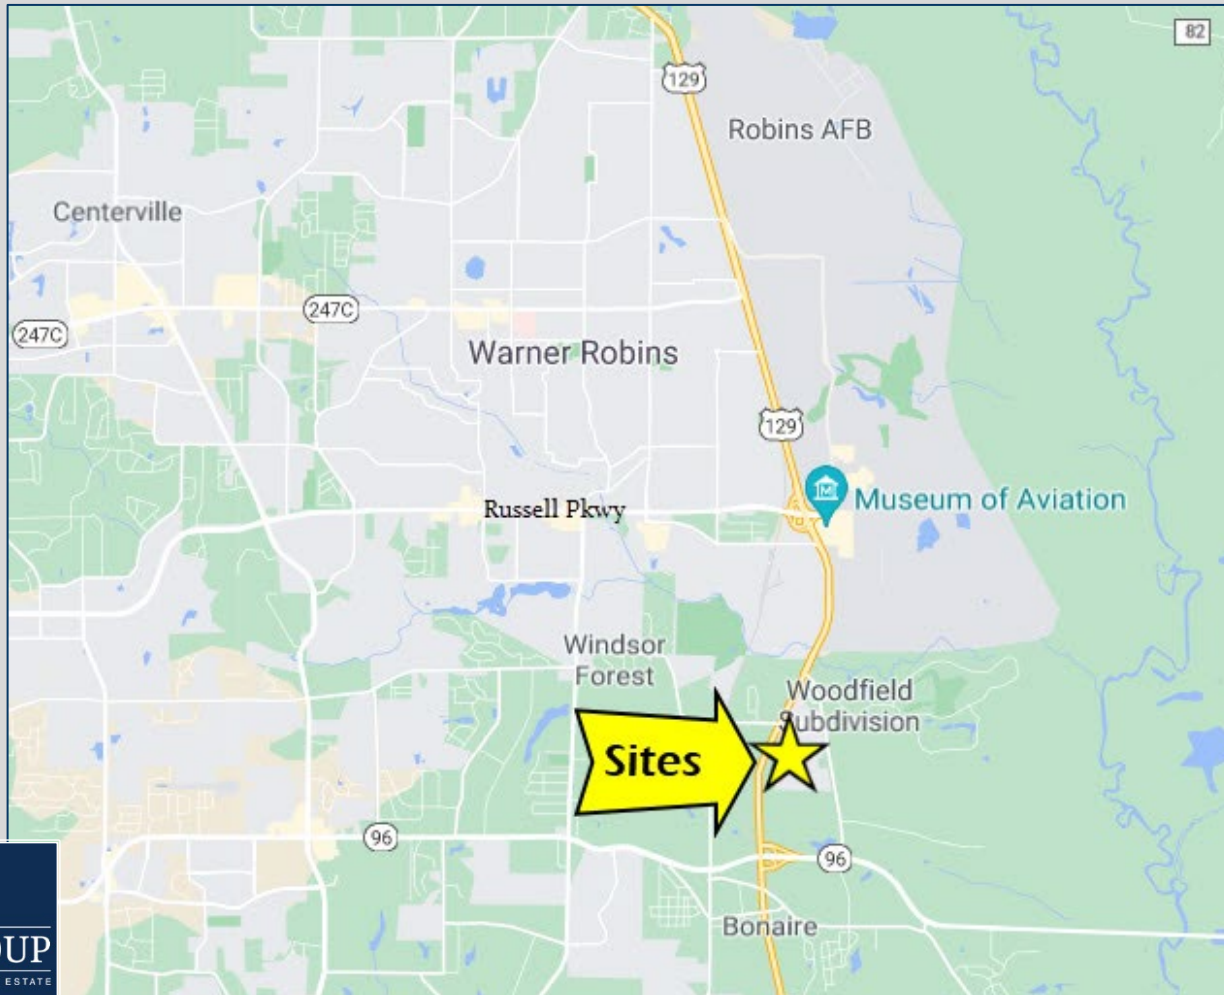 82
129
Robins AFB
Centerville
247C
247C
Warner Robins
129
Museum of Aviation
Russell Pkwy
Windsor
Forest
Woodfield
Subdivision
Sites
96
96
Bonaire
ESTATE